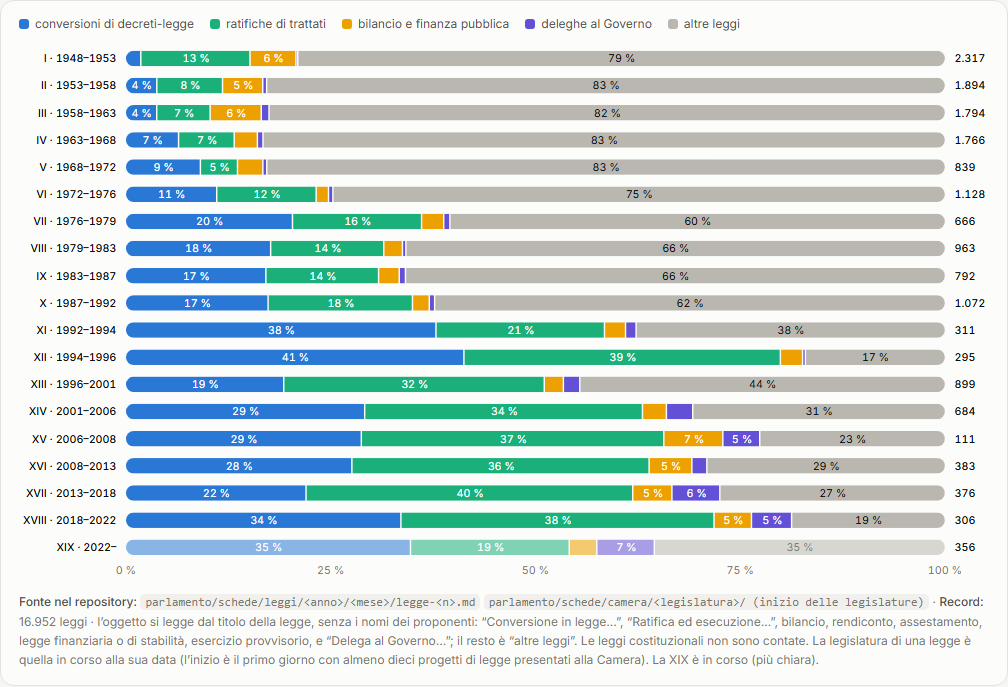 conversioni di decreti-legge ratifiche di trattati bilancio e finanza pubblica deleghe al Governo altre leggi
I · 1948–1953 13 % 6 % 79 % 2.317
II · 1953–1958 4 % 8 % 5 % 83 % 1.894
III · 1958–1963 4 % 7 % 6 % 82 % 1.794
IV · 1963–1968 7 % 7 % 83 % 1.766
V · 1968–1972 9 % 5 % 83 % 839
VI · 1972–1976 11 % 12 % 75 % 1.128
VII · 1976–1979 20 % 16 % 60 % 666
VIII · 1979–1983 18 % 14 % 66 % 963
IX · 1983–1987 17 % 14 % 66 % 792
X · 1987–1992 17 % 18 % 62 % 1.072
XI · 1992–1994 38 % 21 % 38 % 311
XII · 1994–1996 41 % 39 % 17 % 295
XIII · 1996–2001 19 % 32 % 44 % 899
XIV · 2001–2006 29 % 34 % 31 % 684
XV · 2006–2008 29 % 37 % 7 % 5 % 23 % 111
XVI · 2008–2013 28 % 36 % 5 % 29 % 383
XVII · 2013–2018 22 % 40 % 5 % 6 % 27 % 376
XVIII · 2018–2022 34 % 38 % 5 % 5 % 19 % 306
XIX · 2022– 35 % 19 % 7 % 35 % 356
0 % 25 % 50 % 75 % 100 %
Fonte nel repository: parlamento/schede/leggi/<anno>/<mese>/legge-<n>.md parlamento/schede/camera/<legislatura>/ (inizio delle legislature) · Record:
16.952 leggi · l’oggetto si legge dal titolo della legge, senza i nomi dei proponenti: “Conversione in legge…”, “Ratifica ed esecuzione…”, bilancio, rendiconto, assestamento,
legge finanziaria o di stabilità, esercizio provvisorio, e “Delega al Governo…”; il resto è “altre leggi”. Le leggi costituzionali non sono contate. La legislatura di una legge è
quella in corso alla sua data (l’inizio è il primo giorno con almeno dieci progetti di legge presentati alla Camera). La XIX è in corso (più chiara).